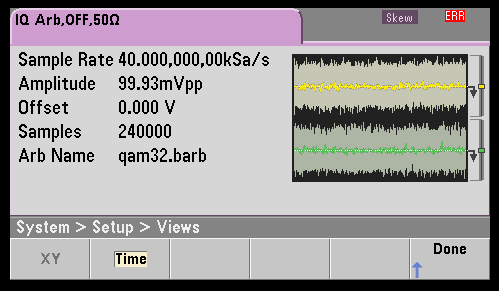 IQ Arb,OFF,50Ω
Skew
ERR
Sample Rate 40.000,000,00kSa/s
Amplitude 99.93mVpp
Offset 0.000 V
Samples 240000
Arb Name qam32.barb
System > Setup > Views
XY
Time
Done